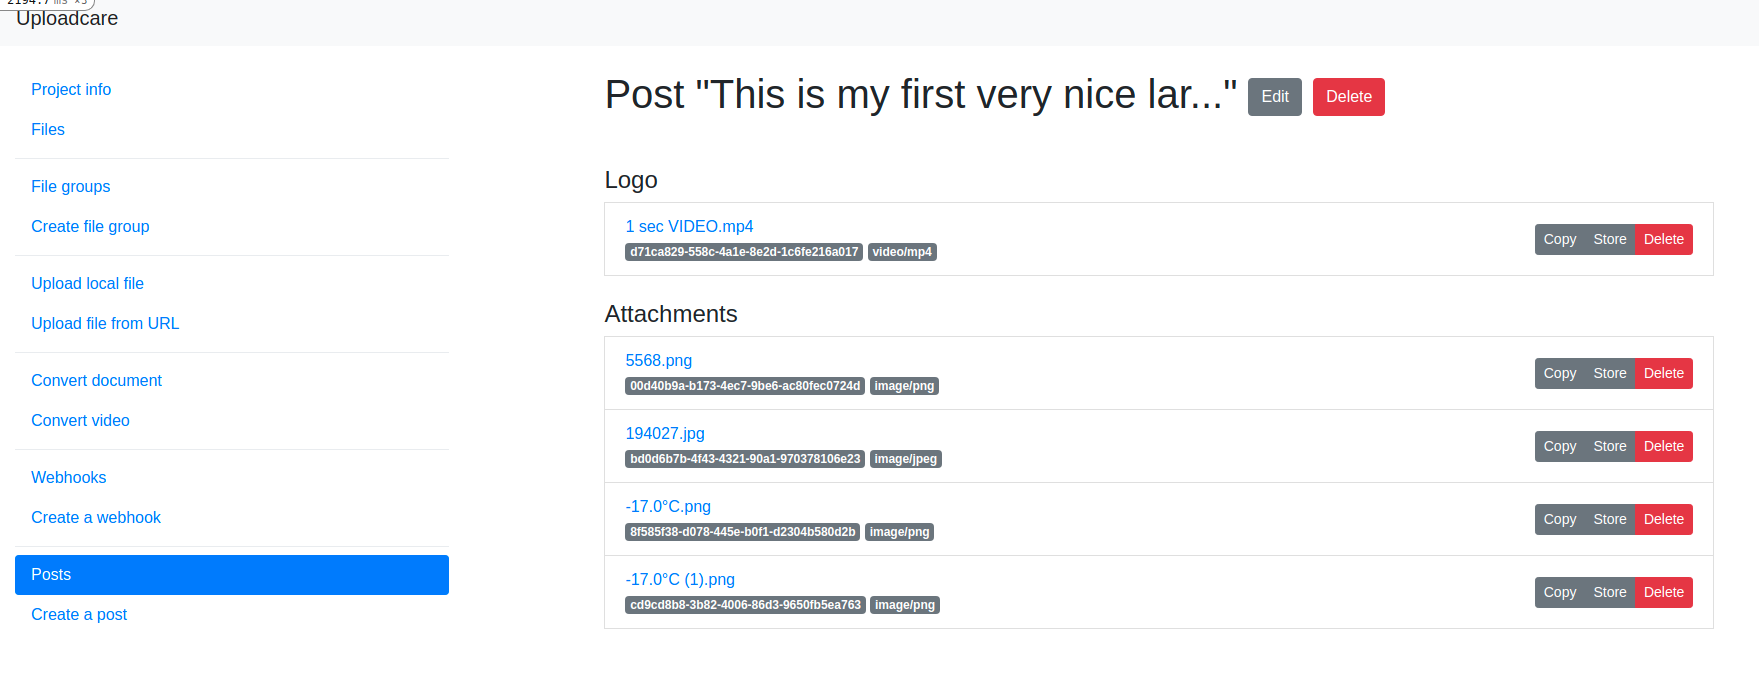 2194.7 ms ×3
Uploadcare
Project info
Files
File groups
Create file group
Upload local file
Upload file from URL
Convert document
Convert video
Webhooks
Create a webhook
Posts
Create a post
Post "This is my first very nice lar..." Edit Delete
Logo
1 sec VIDEO.mp4
d71ca829-558c-4a1e-8e2d-1c6fe216a017 video/mp4
Copy Store Delete
Attachments
5568.png
00d40b9a-b173-4ec7-9be6-ac80fec0724d image/png
Copy Store Delete
194027.jpg
bd0d6b7b-4f43-4321-90a1-970378106e23 image/jpeg
Copy Store Delete
-17.0°C.png
8f585f38-d078-445e-b0f1-d2304b580d2b image/png
Copy Store Delete
-17.0°C (1).png
cd9cd8b8-3b82-4006-86d3-9650fb5ea763 image/png
Copy Store Delete